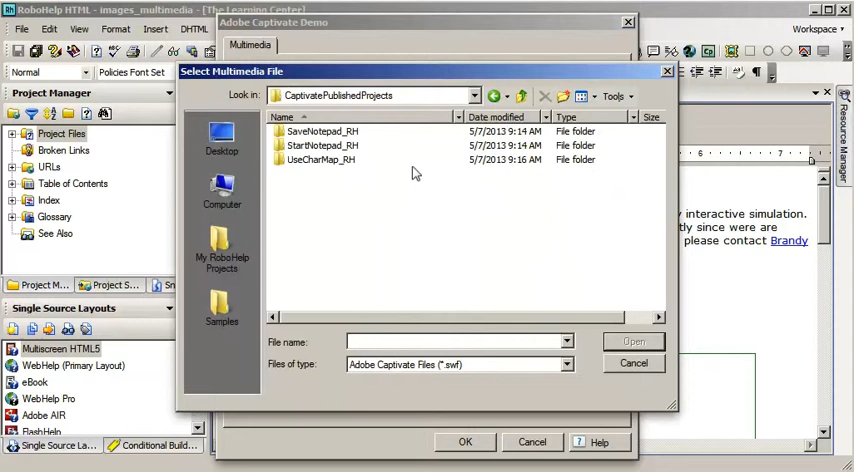 RoboHelp HTML - images_multimedia - [The Learning Center]
Adobe Captivate Demo
File Edit View Format Insert DHTML
Workspace
Multimedia
Normal Policies Font Set
Project Manager
Project Files
Broken Links
URLs
Table of Contents
Index
Glossary
See Also
Project M... Project S... Sn
Single Source Layouts
Multiscreen HTML5
WebHelp (Primary Layout)
eBook
WebHelp Pro
Adobe AIR
FlashHelp
Single Source La... Conditional Build...
Select Multimedia File
Look in: CaptivatePublishedProjects Tools
Name Date modified Type Size
SaveNotepad_RH 5/7/2013 9:14 AM File folder
StartNotepad_RH 5/7/2013 9:14 AM File folder
UseCharMap_RH 5/7/2013 9:16 AM File folder
Desktop
Computer
My RoboHelp
Projects
Samples
File name: Open
Files of type: Adobe Captivate Files (*.swf) Cancel
OK Cancel ? Help
6 7
y interactive simulation.
tly since were are
please contact Brandy
Resource Manager